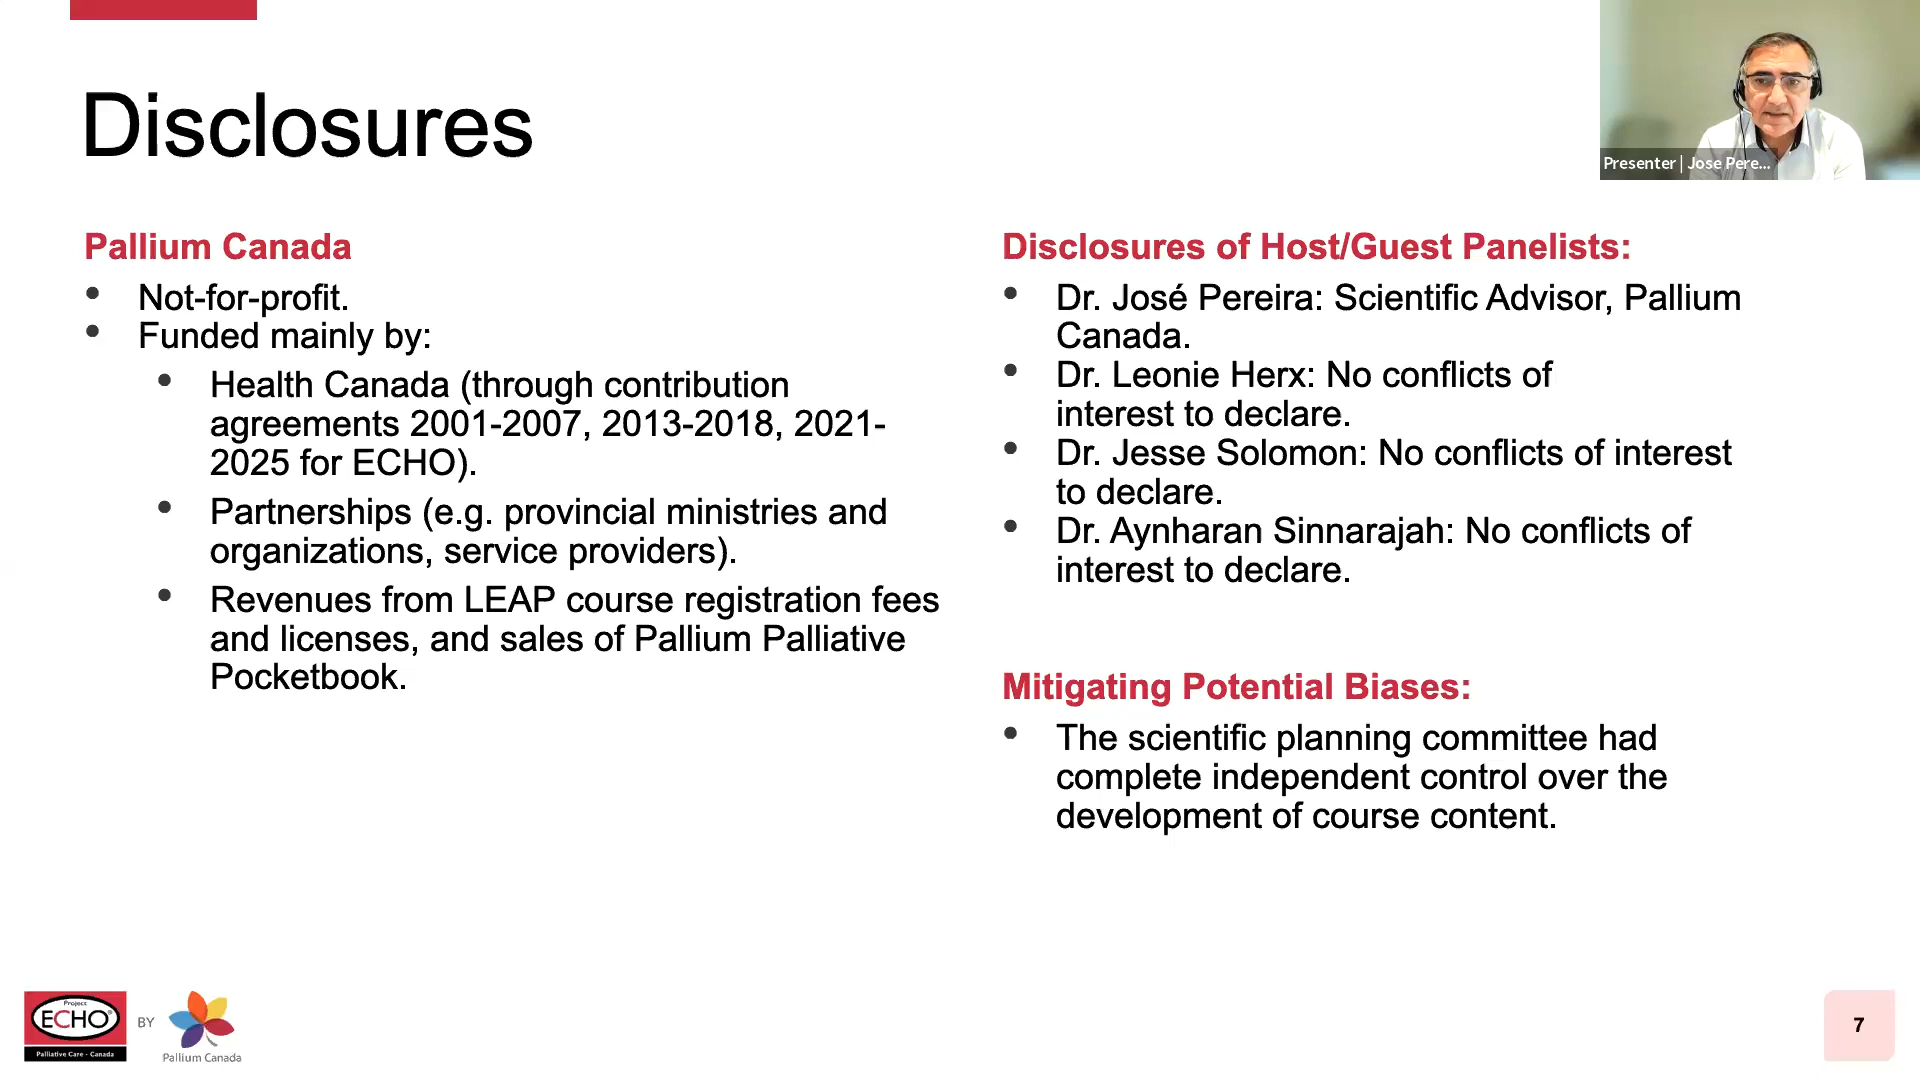 Disclosures
Presenter | Jose Pere...
Pallium Canada
• Not-for-profit.
• Funded mainly by:
• Health Canada (through contribution
agreements 2001-2007, 2013-2018, 2021-
2025 for ECHO).
• Partnerships (e.g. provincial ministries and
organizations, service providers).
• Revenues from LEAP course registration fees
and licenses, and sales of Pallium Palliative
Pocketbook.
Disclosures of Host/Guest Panelists:
• Dr. José Pereira: Scientific Advisor, Pallium
Canada.
• Dr. Leonie Herx: No conflicts of
interest to declare.
• Dr. Jesse Solomon: No conflicts of interest
to declare.
• Dr. Aynharan Sinnarajah: No conflicts of
interest to declare.
Mitigating Potential Biases:
• The scientific planning committee had
complete independent control over the
development of course content.
Project
ECHO®
Palliative Care - Canada
BY
Pallium Canada
7